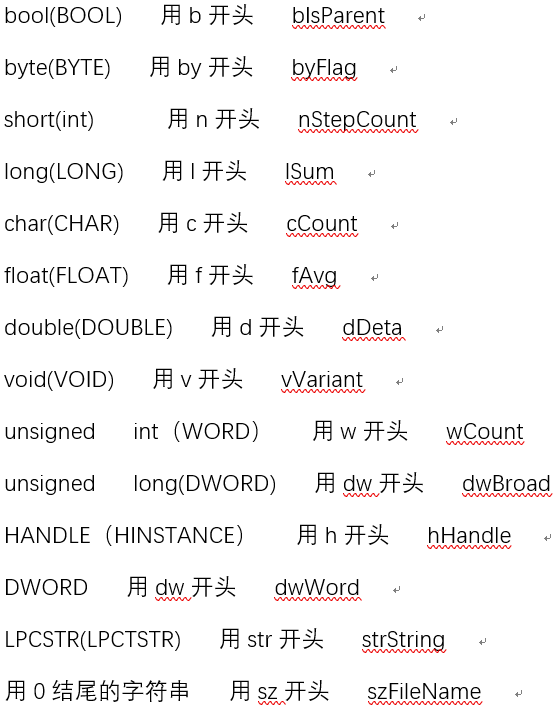 bool(BOOL) 用 b 开头 bIsParent
byte(BYTE) 用 by 开头 byFlag
short(int) 用 n 开头 nStepCount
long(LONG) 用 l 开头 lSum
char(CHAR) 用 c 开头 cCount
float(FLOAT) 用 f 开头 fAvg
double(DOUBLE) 用 d 开头 dDeta
void(VOID) 用 v 开头 vVariant
unsigned int（WORD） 用 w 开头 wCount
unsigned long(DWORD) 用 dw 开头 dwBroad
HANDLE（HINSTANCE） 用 h 开头 hHandle
DWORD 用 dw 开头 dwWord
LPCSTR(LPCTSTR) 用 str 开头 strString
用 0 结尾的字符串 用 sz 开头 szFileName